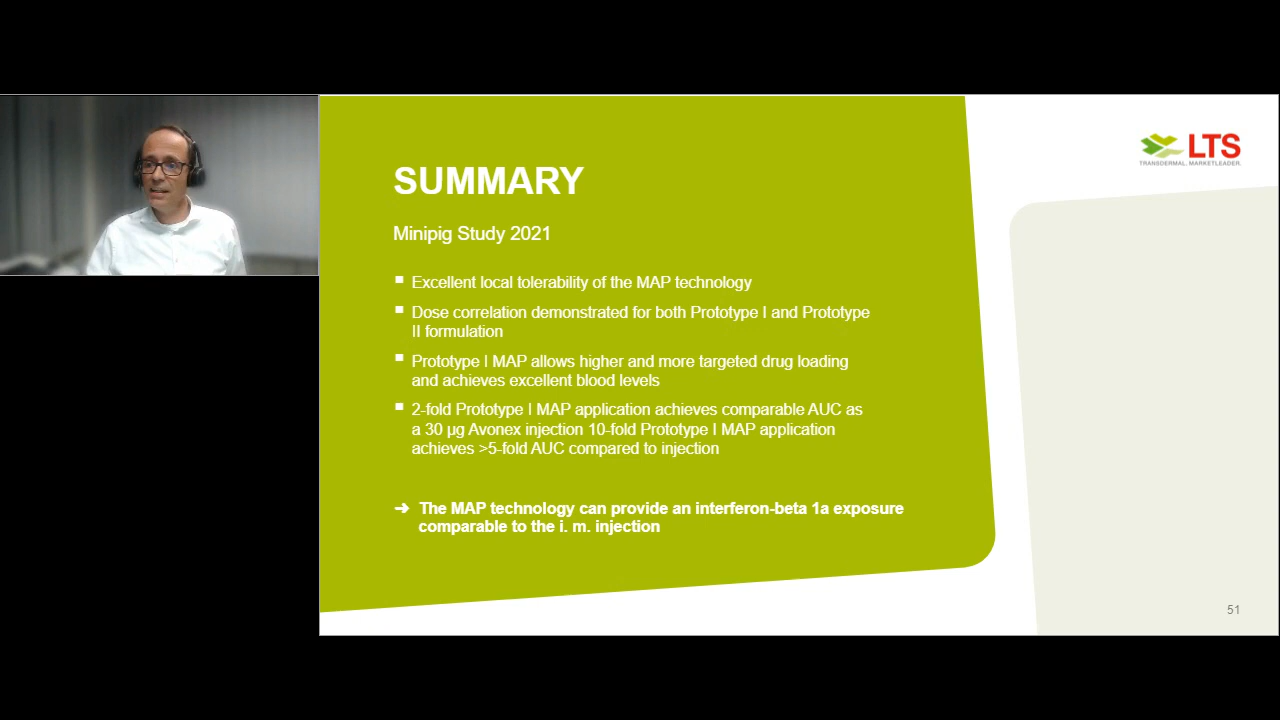 LTS
TRANSDERMAL. MARKETLEADER.
SUMMARY
Minipig Study 2021
▪ Excellent local tolerability of the MAP technology
▪ Dose correlation demonstrated for both Prototype I and Prototype
II formulation
▪ Prototype I MAP allows higher and more targeted drug loading
and achieves excellent blood levels
▪ 2-fold Prototype I MAP application achieves comparable AUC as
a 30 µg Avonex injection 10-fold Prototype I MAP application
achieves >5-fold AUC compared to injection
➔ The MAP technology can provide an interferon-beta 1a exposure
comparable to the i. m. injection
51